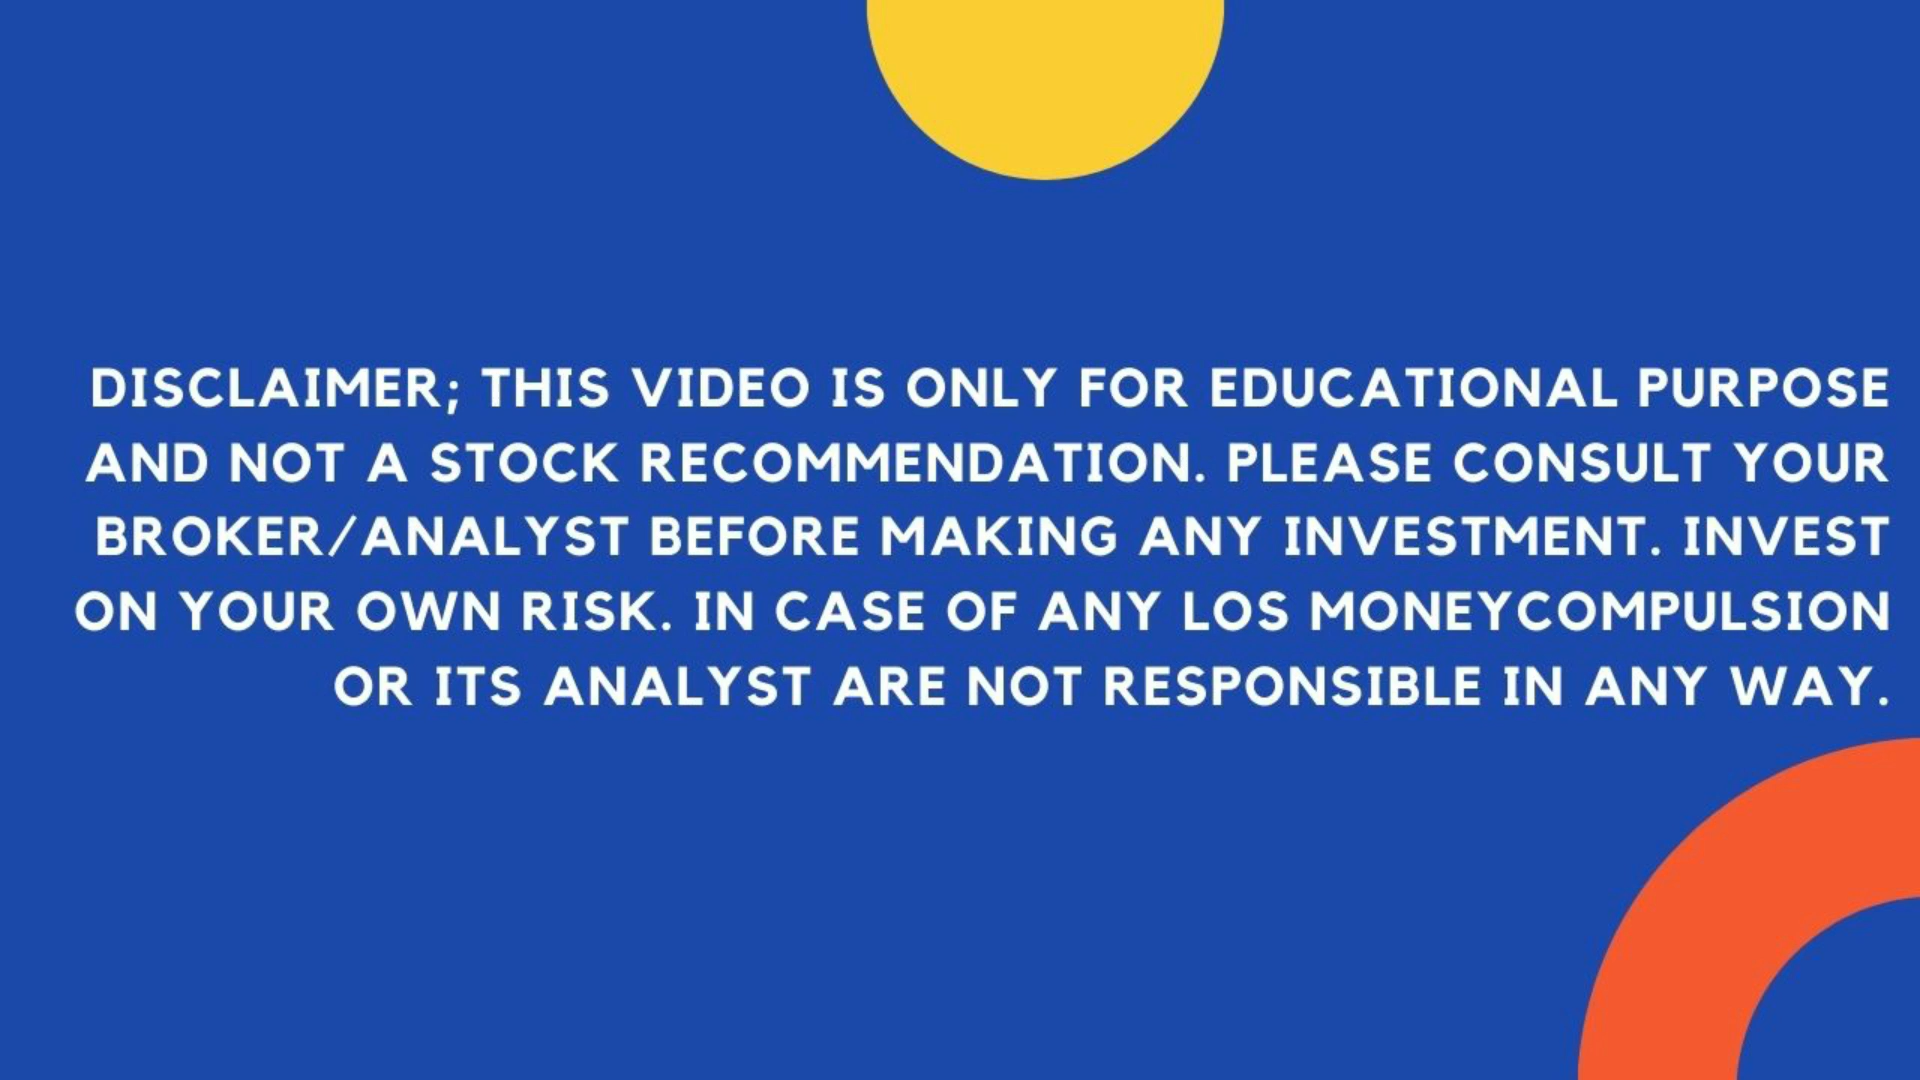 DISCLAIMER; THIS VIDEO IS ONLY FOR EDUCATIONAL PURPOSE
AND NOT A STOCK RECOMMENDATION. PLEASE CONSULT YOUR
BROKER/ANALYST BEFORE MAKING ANY INVESTMENT. INVEST
ON YOUR OWN RISK. IN CASE OF ANY LOS MONEYCOMPULSION
OR ITS ANALYST ARE NOT RESPONSIBLE IN ANY WAY.